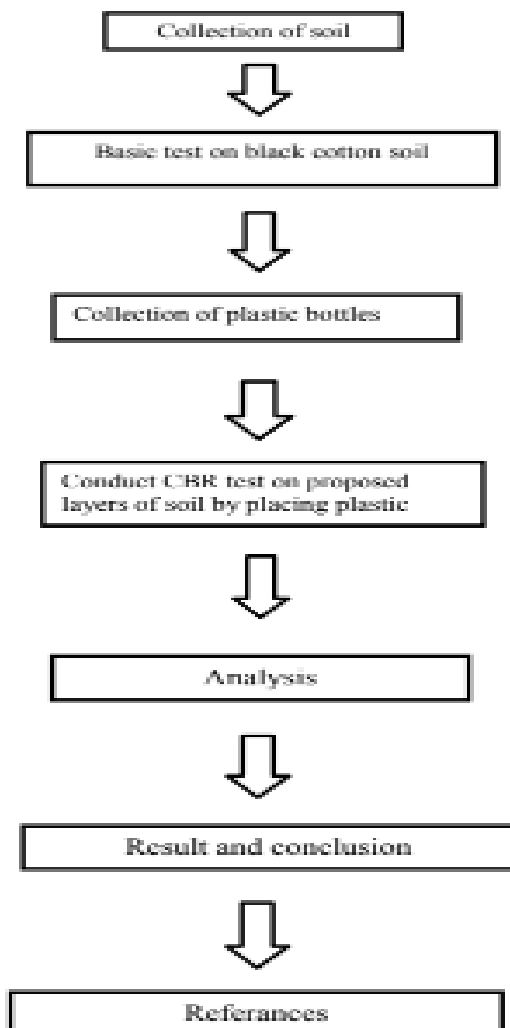 Collection of soil
Basic test on black cotton soil
Collection of plastic bottles
Conduct CBR test on proposed
layers of soil by placing plastic
Analysis
Result and conclusion
Referances